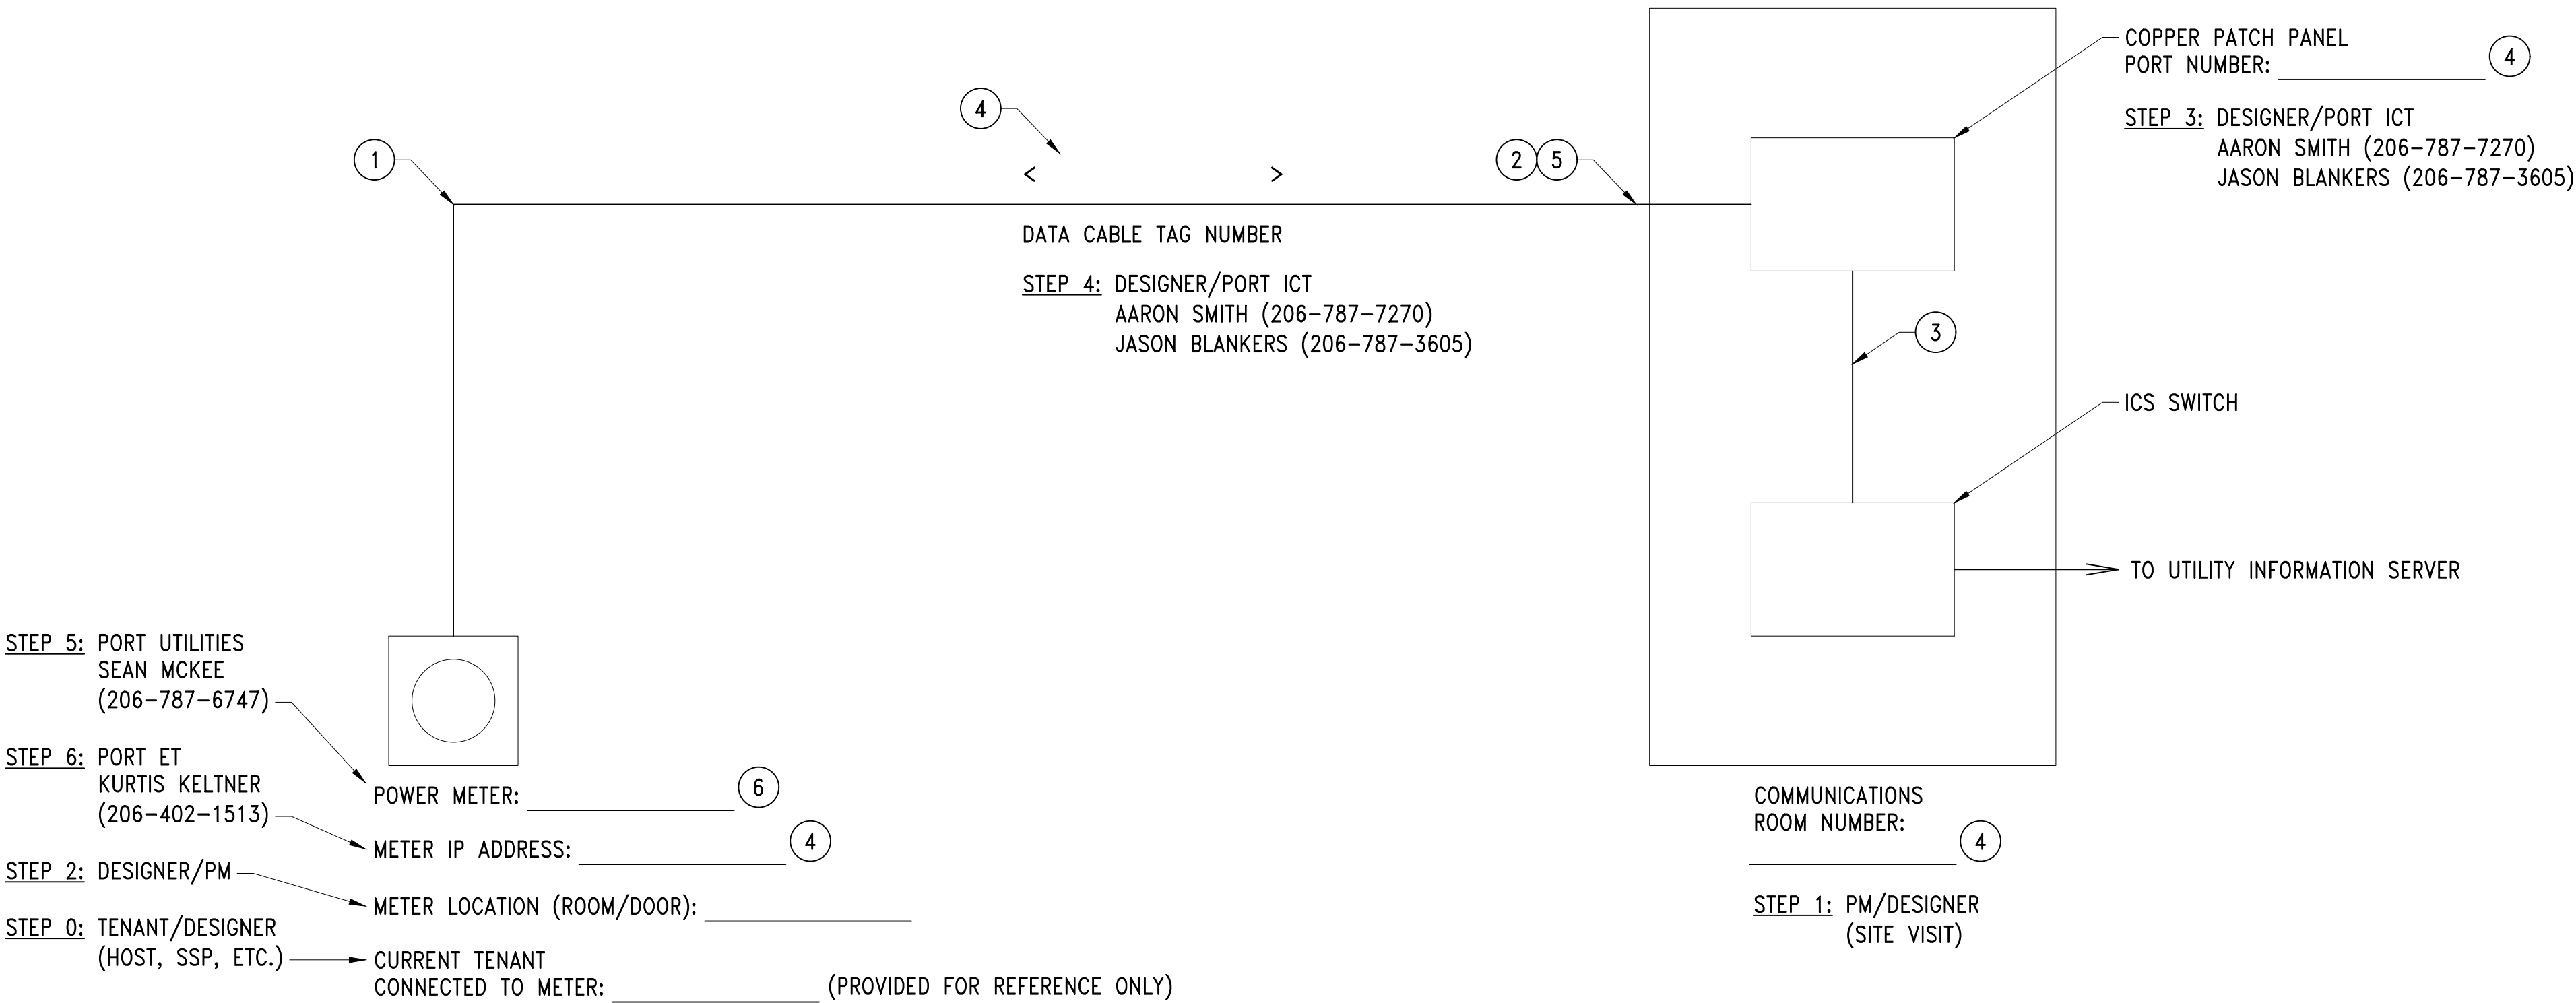 COPPER PATCH PANEL
PORT NUMBER:
4
STEP 3: DESIGNER/PORT ICT
AARON SMITH (206-787-7270)
JASON BLANKERS (206-787-3605)
4
1
< >
2 5
DATA CABLE TAG NUMBER
STEP 4: DESIGNER/PORT ICT
AARON SMITH (206-787-7270)
JASON BLANKERS (206-787-3605)
3
ICS SWITCH
TO UTILITY INFORMATION SERVER
STEP 5: PORT UTILITIES
SEAN MCKEE
(206-787-6747)
STEP 6: PORT ET
KURTIS KELTNER
(206-402-1513)
STEP 2: DESIGNER/PM
STEP 0: TENANT/DESIGNER
(HOST, SSP, ETC.)
POWER METER:
6
METER IP ADDRESS:
4
METER LOCATION (ROOM/DOOR):
CURRENT TENANT
CONNECTED TO METER: (PROVIDED FOR REFERENCE ONLY)
COMMUNICATIONS
ROOM NUMBER:
4
STEP 1: PM/DESIGNER
(SITE VISIT)